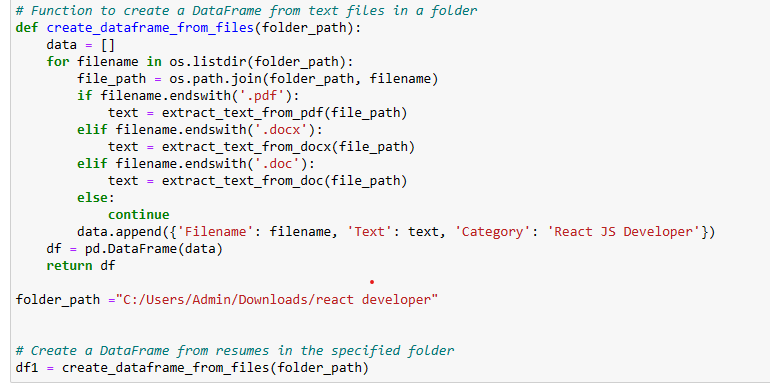 # Function to create a DataFrame from text files in a folder
def create_dataframe_from_files(folder_path):
    data = []
    for filename in os.listdir(folder_path):
        file_path = os.path.join(folder_path, filename)
        if filename.endswith('.pdf'):
            text = extract_text_from_pdf(file_path)
        elif filename.endswith('.docx'):
            text = extract_text_from_docx(file_path)
        elif filename.endswith('.doc'):
            text = extract_text_from_doc(file_path)
        else:
            continue
        data.append({'Filename': filename, 'Text': text, 'Category': 'React JS Developer'})
    df = pd.DataFrame(data)
    return df
folder_path ="C:/Users/Admin/Downloads/react developer"
# Create a DataFrame from resumes in the specified folder
df1 = create_dataframe_from_files(folder_path)